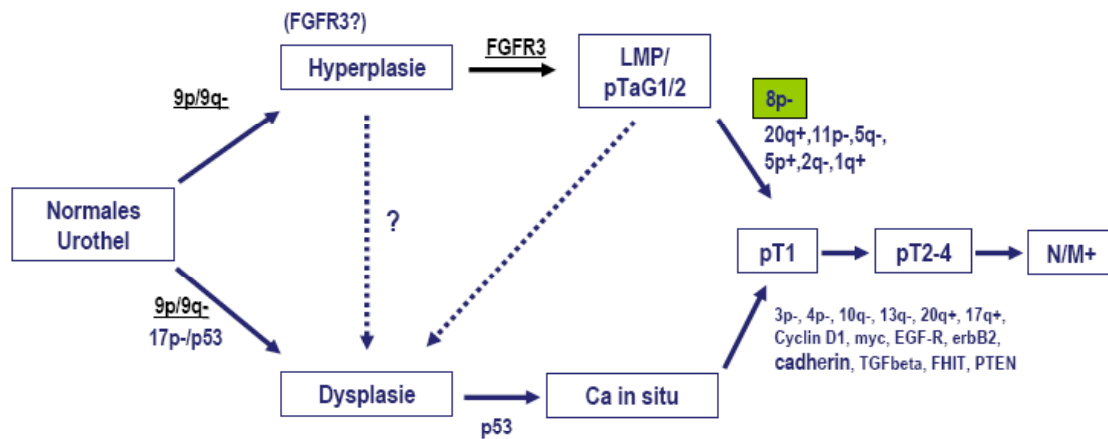 (FGFR3?)
Hyperplasie
FGFR3
LMP/
pTaG1/2
9p/9q-
8p-
20q+,11p-,5q-,
5p+,2q-,1q+
Normales
Urothel
?
pT1
pT2-4
N/M+
9p/9q-
17p-/p53
3p-, 4p-, 10q-, 13q-, 20q+, 17q+,
Cyclin D1, myc, EGF-R, erbB2,
cadherin, TGFbeta, FHIT, PTEN
Dysplasie
p53
Ca in situ